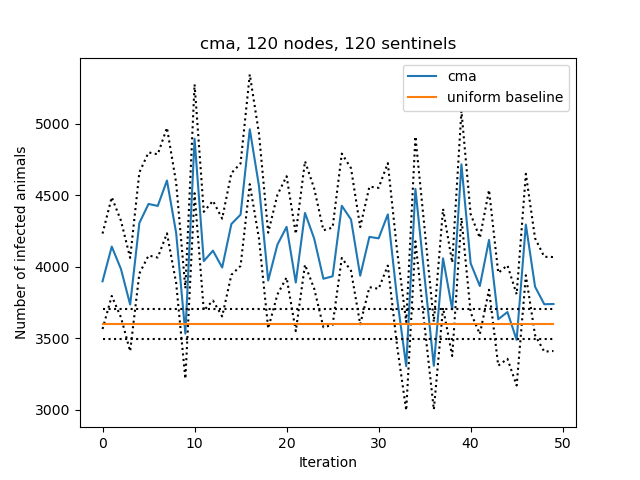 cma, 120 nodes, 120 sentinels
cma
uniform baseline
5000
4500
4000
3500
3000
Number of infected animals
0 10 20 30 40 50
Iteration